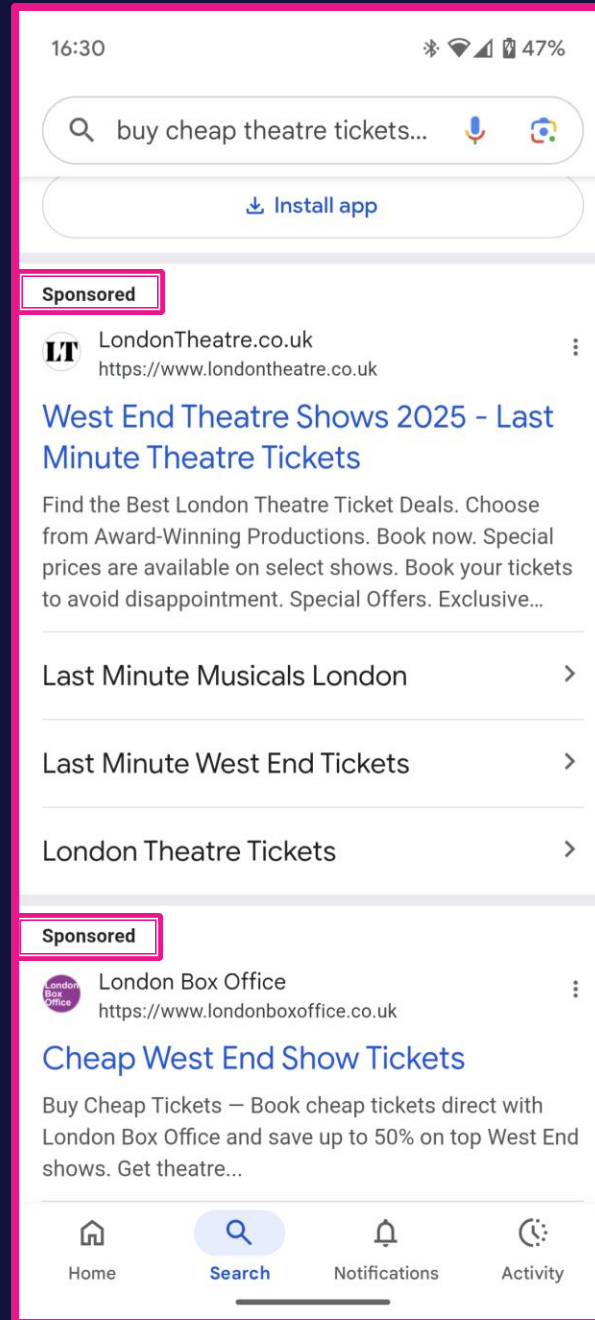 16:30
47%
buy cheap theatre tickets...
Install app
Sponsored
LT
LondonTheatre.co.uk
https://www.londontheatre.co.uk
West End Theatre Shows 2025 - Last
Minute Theatre Tickets
Find the Best London Theatre Ticket Deals. Choose
from Award-Winning Productions. Book now. Special
prices are available on select shows. Book your tickets
to avoid disappointment. Special Offers. Exclusive...
Last Minute Musicals London
Last Minute West End Tickets
London Theatre Tickets
Sponsored
London
Box
Office
London Box Office
https://www.londonboxoffice.co.uk
Cheap West End Show Tickets
Buy Cheap Tickets — Book cheap tickets direct with
London Box Office and save up to 50% on top West End
shows. Get theatre...
Home
Search
Notifications
Activity